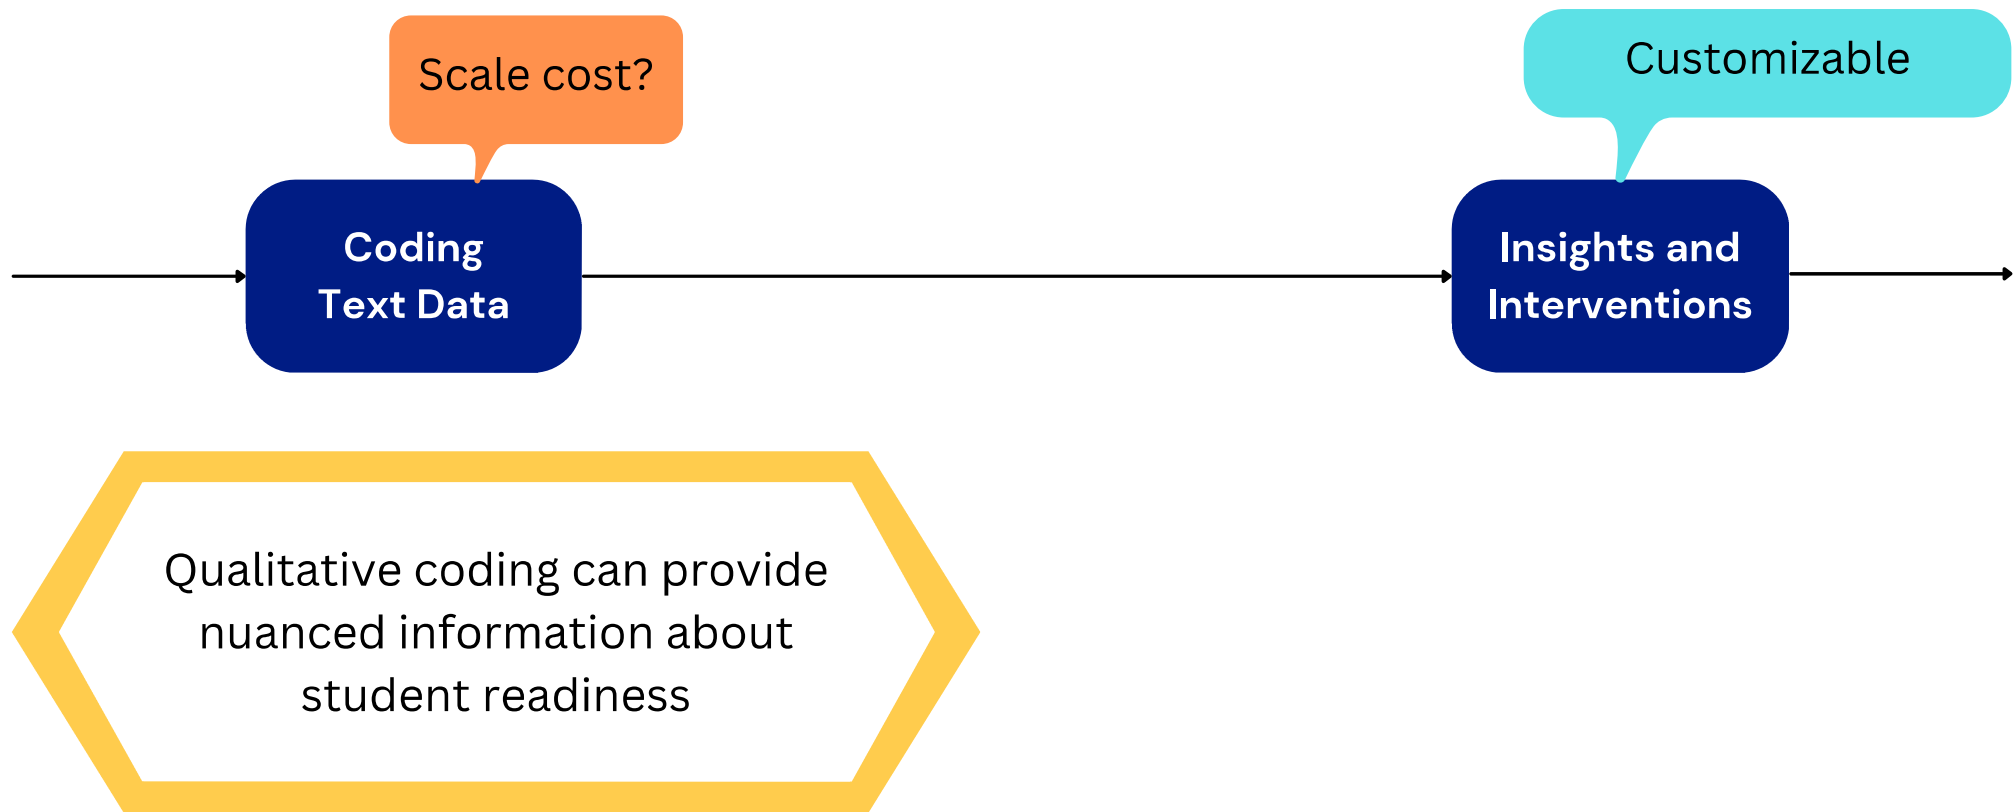 Scale cost?
Customizable
Coding
Text Data
Insights and
Interventions
Qualitative coding can provide
nuanced information about
student readiness